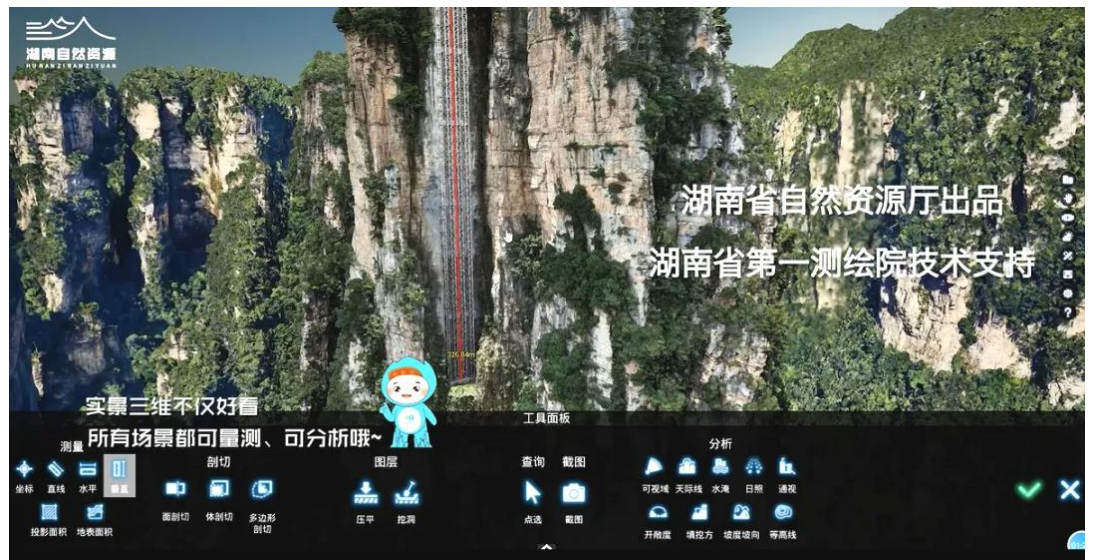 湖南自然资源
HUNANZIRANZIYUAN
湖南省自然资源厅出品
湖南省第一测绘院技术支持
326.84m
实景三维不仅好看
所有场景都可量测、可分析哦~
工具面板
测量
坐标 直线 水平 垂直
投影面积 地表面积
剖切
面剖切 体剖切 多边形
剖切
图层
压平 挖洞
查询 截图
点选 截图
分析
可视域 天际线 水淹 日照 通视
开敞度 填挖方 坡度坡向 等高线